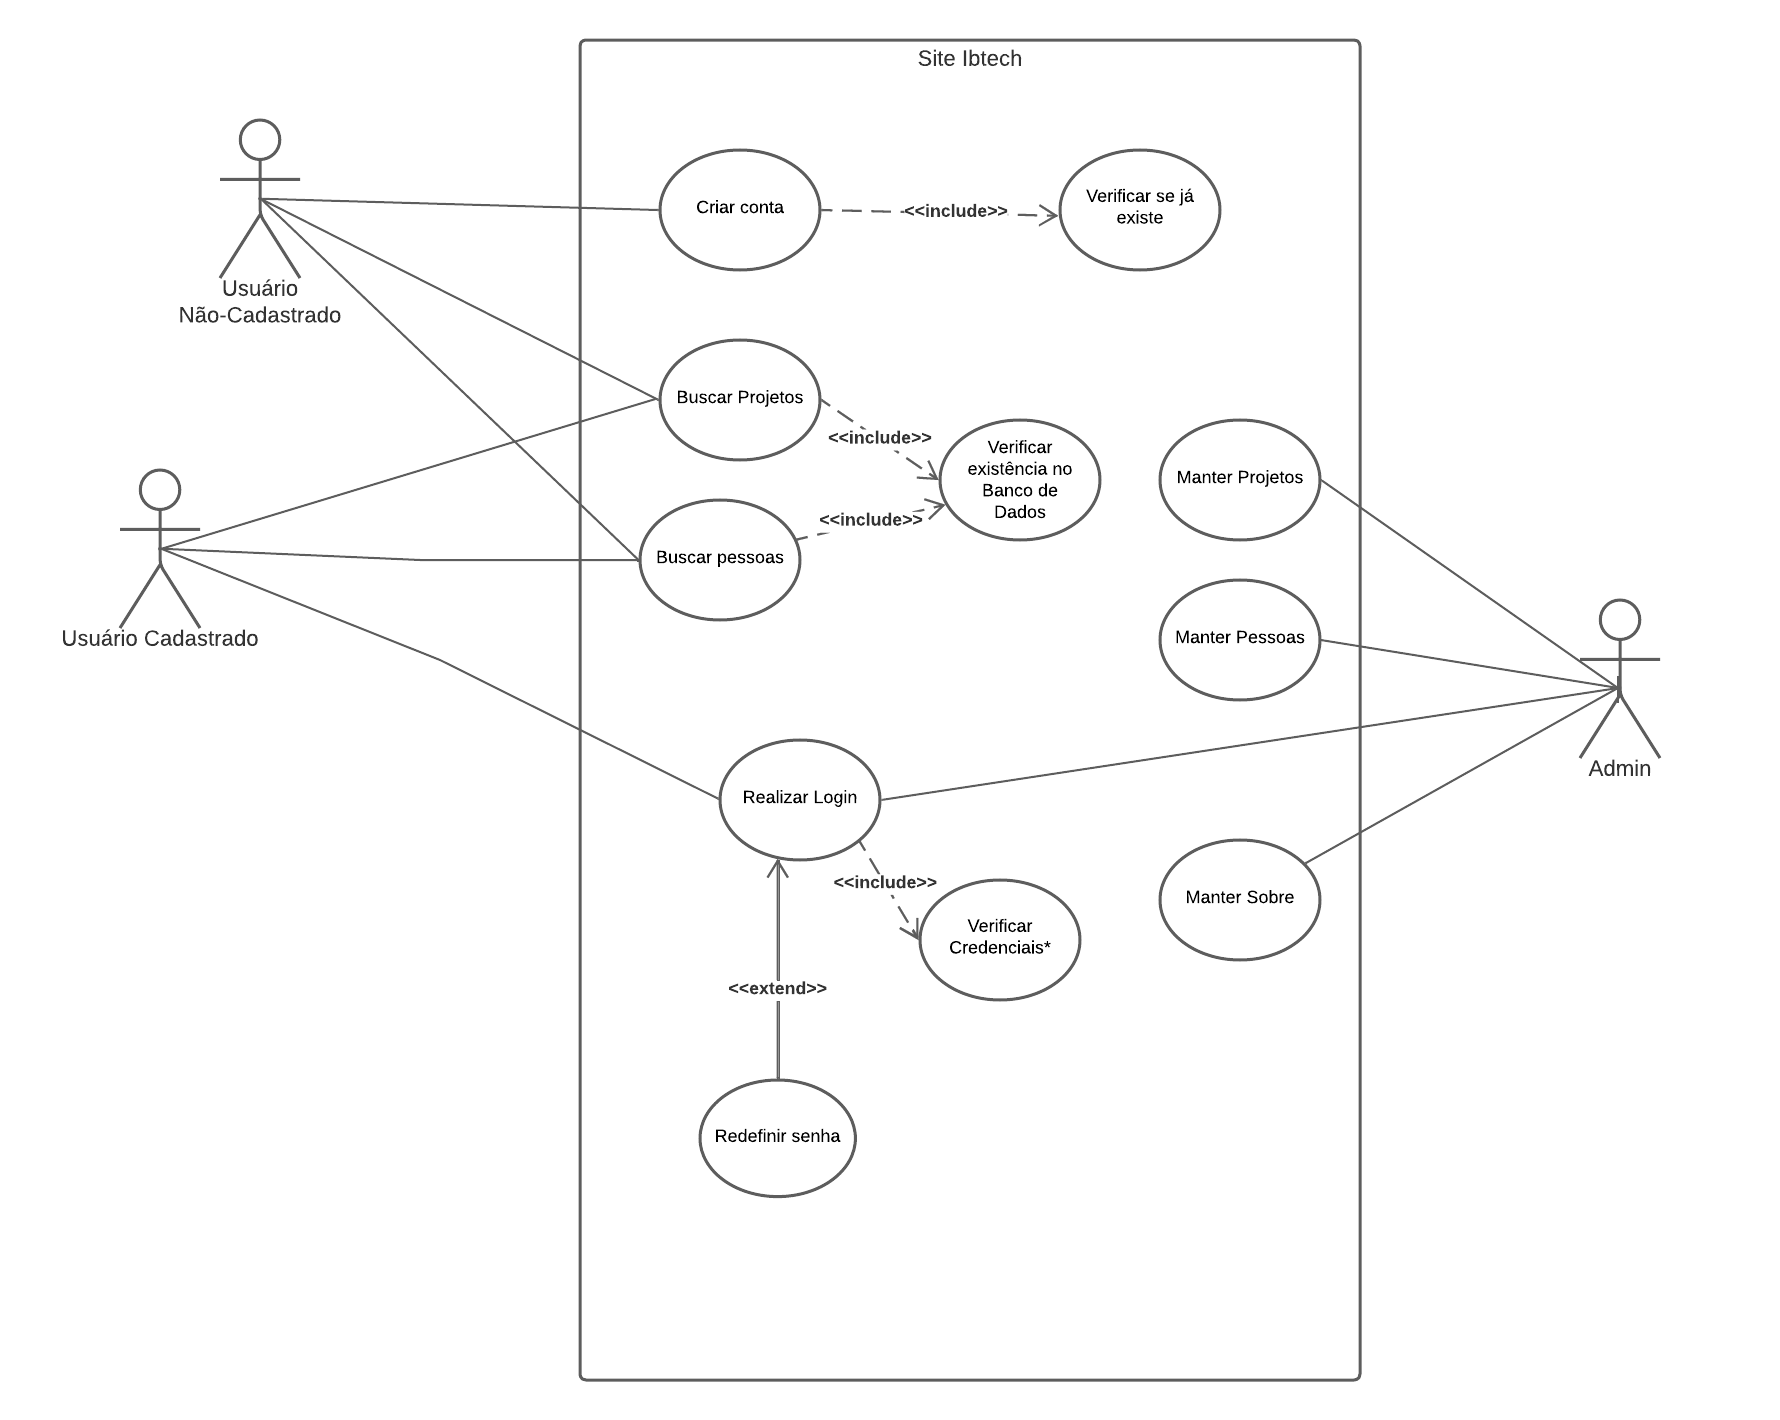 Site Ibtech
Usuário
Não-Cadastrado
Criar conta
<<include>>
Verificar se já
existe
Buscar Projetos
<<include>>
Verificar
existência no
Banco de
Dados
Manter Projetos
Usuário Cadastrado
Buscar pessoas
<<include>>
Manter Pessoas
Admin
Realizar Login
<<include>>
Verificar
Credenciais*
Manter Sobre
<<extend>>
Redefinir senha